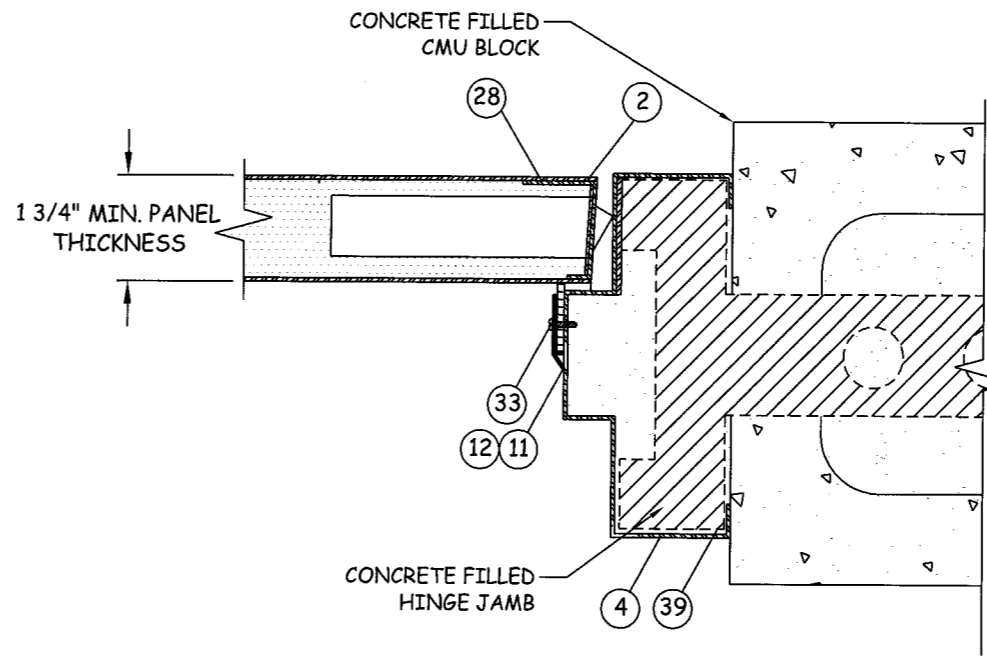 CONCRETE FILLED
CMU BLOCK
28
2
1 3/4" MIN. PANEL
THICKNESS
33
12 11
CONCRETE FILLED
HINGE JAMB
4 39